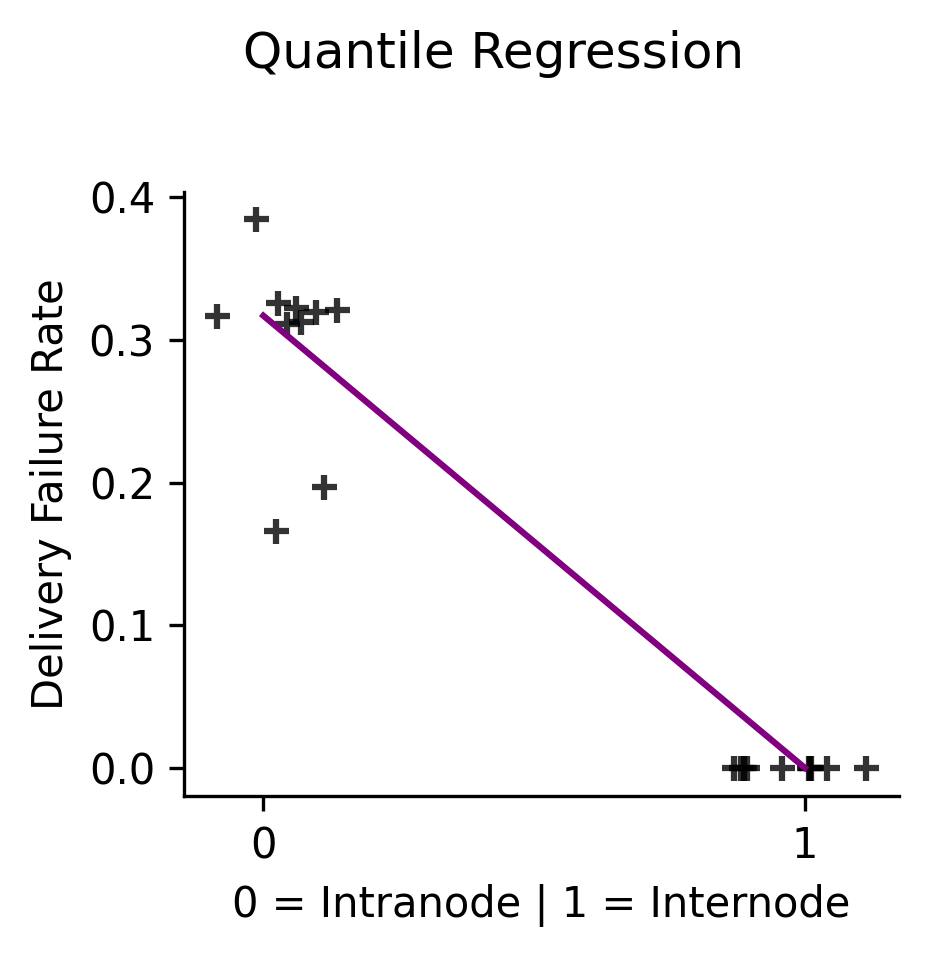 Quantile Regression
0.4
0.3
0.2
0.1
0.0
Delivery Failure Rate
0
1
0 = Intranode | 1 = Internode